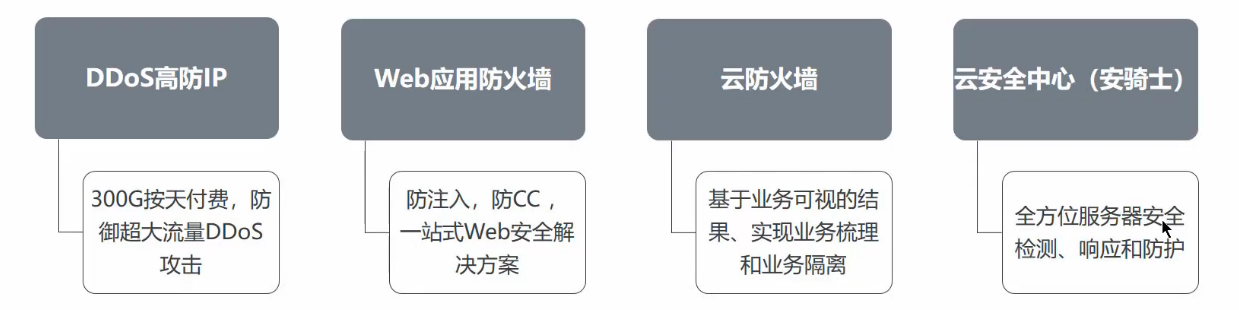 DDoS高防IP
300G按天付费，防
御超大流量DDoS
攻击
Web应用防火墙
防注入，防CC，
一站式Web安全解
决方案
云防火墙
基于业务可视的结
果、实现业务梳理
和业务隔离
云安全中心（安骑士）
全方位服务器安全
检测、响应和防护